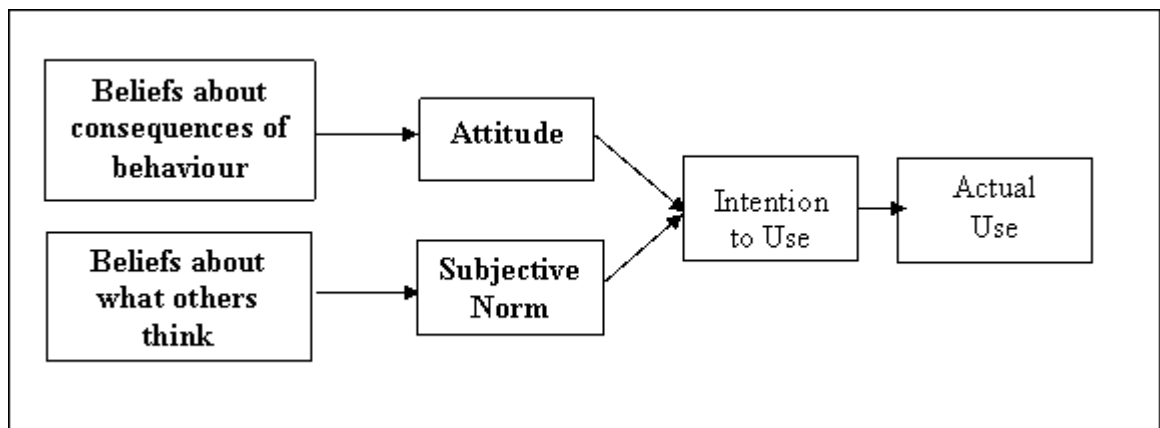 Beliefs about
consequences of
behaviour
Attitude
Beliefs about
what others
think
Subjective
Norm
Intention
to Use
Actual
Use